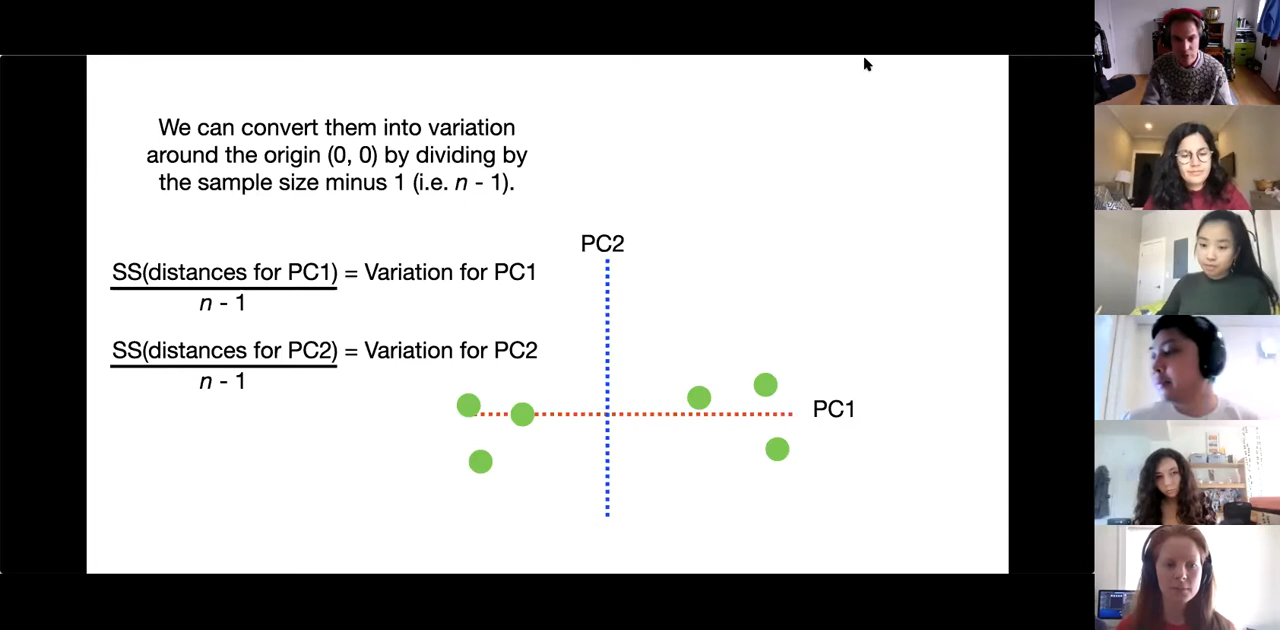 We can convert them into variation
around the origin (0, 0) by dividing by
the sample size minus 1 (i.e. n - 1).
PC2
SS(distances for PC1) = Variation for PC1
n - 1
SS(distances for PC2) = Variation for PC2
n - 1
PC1